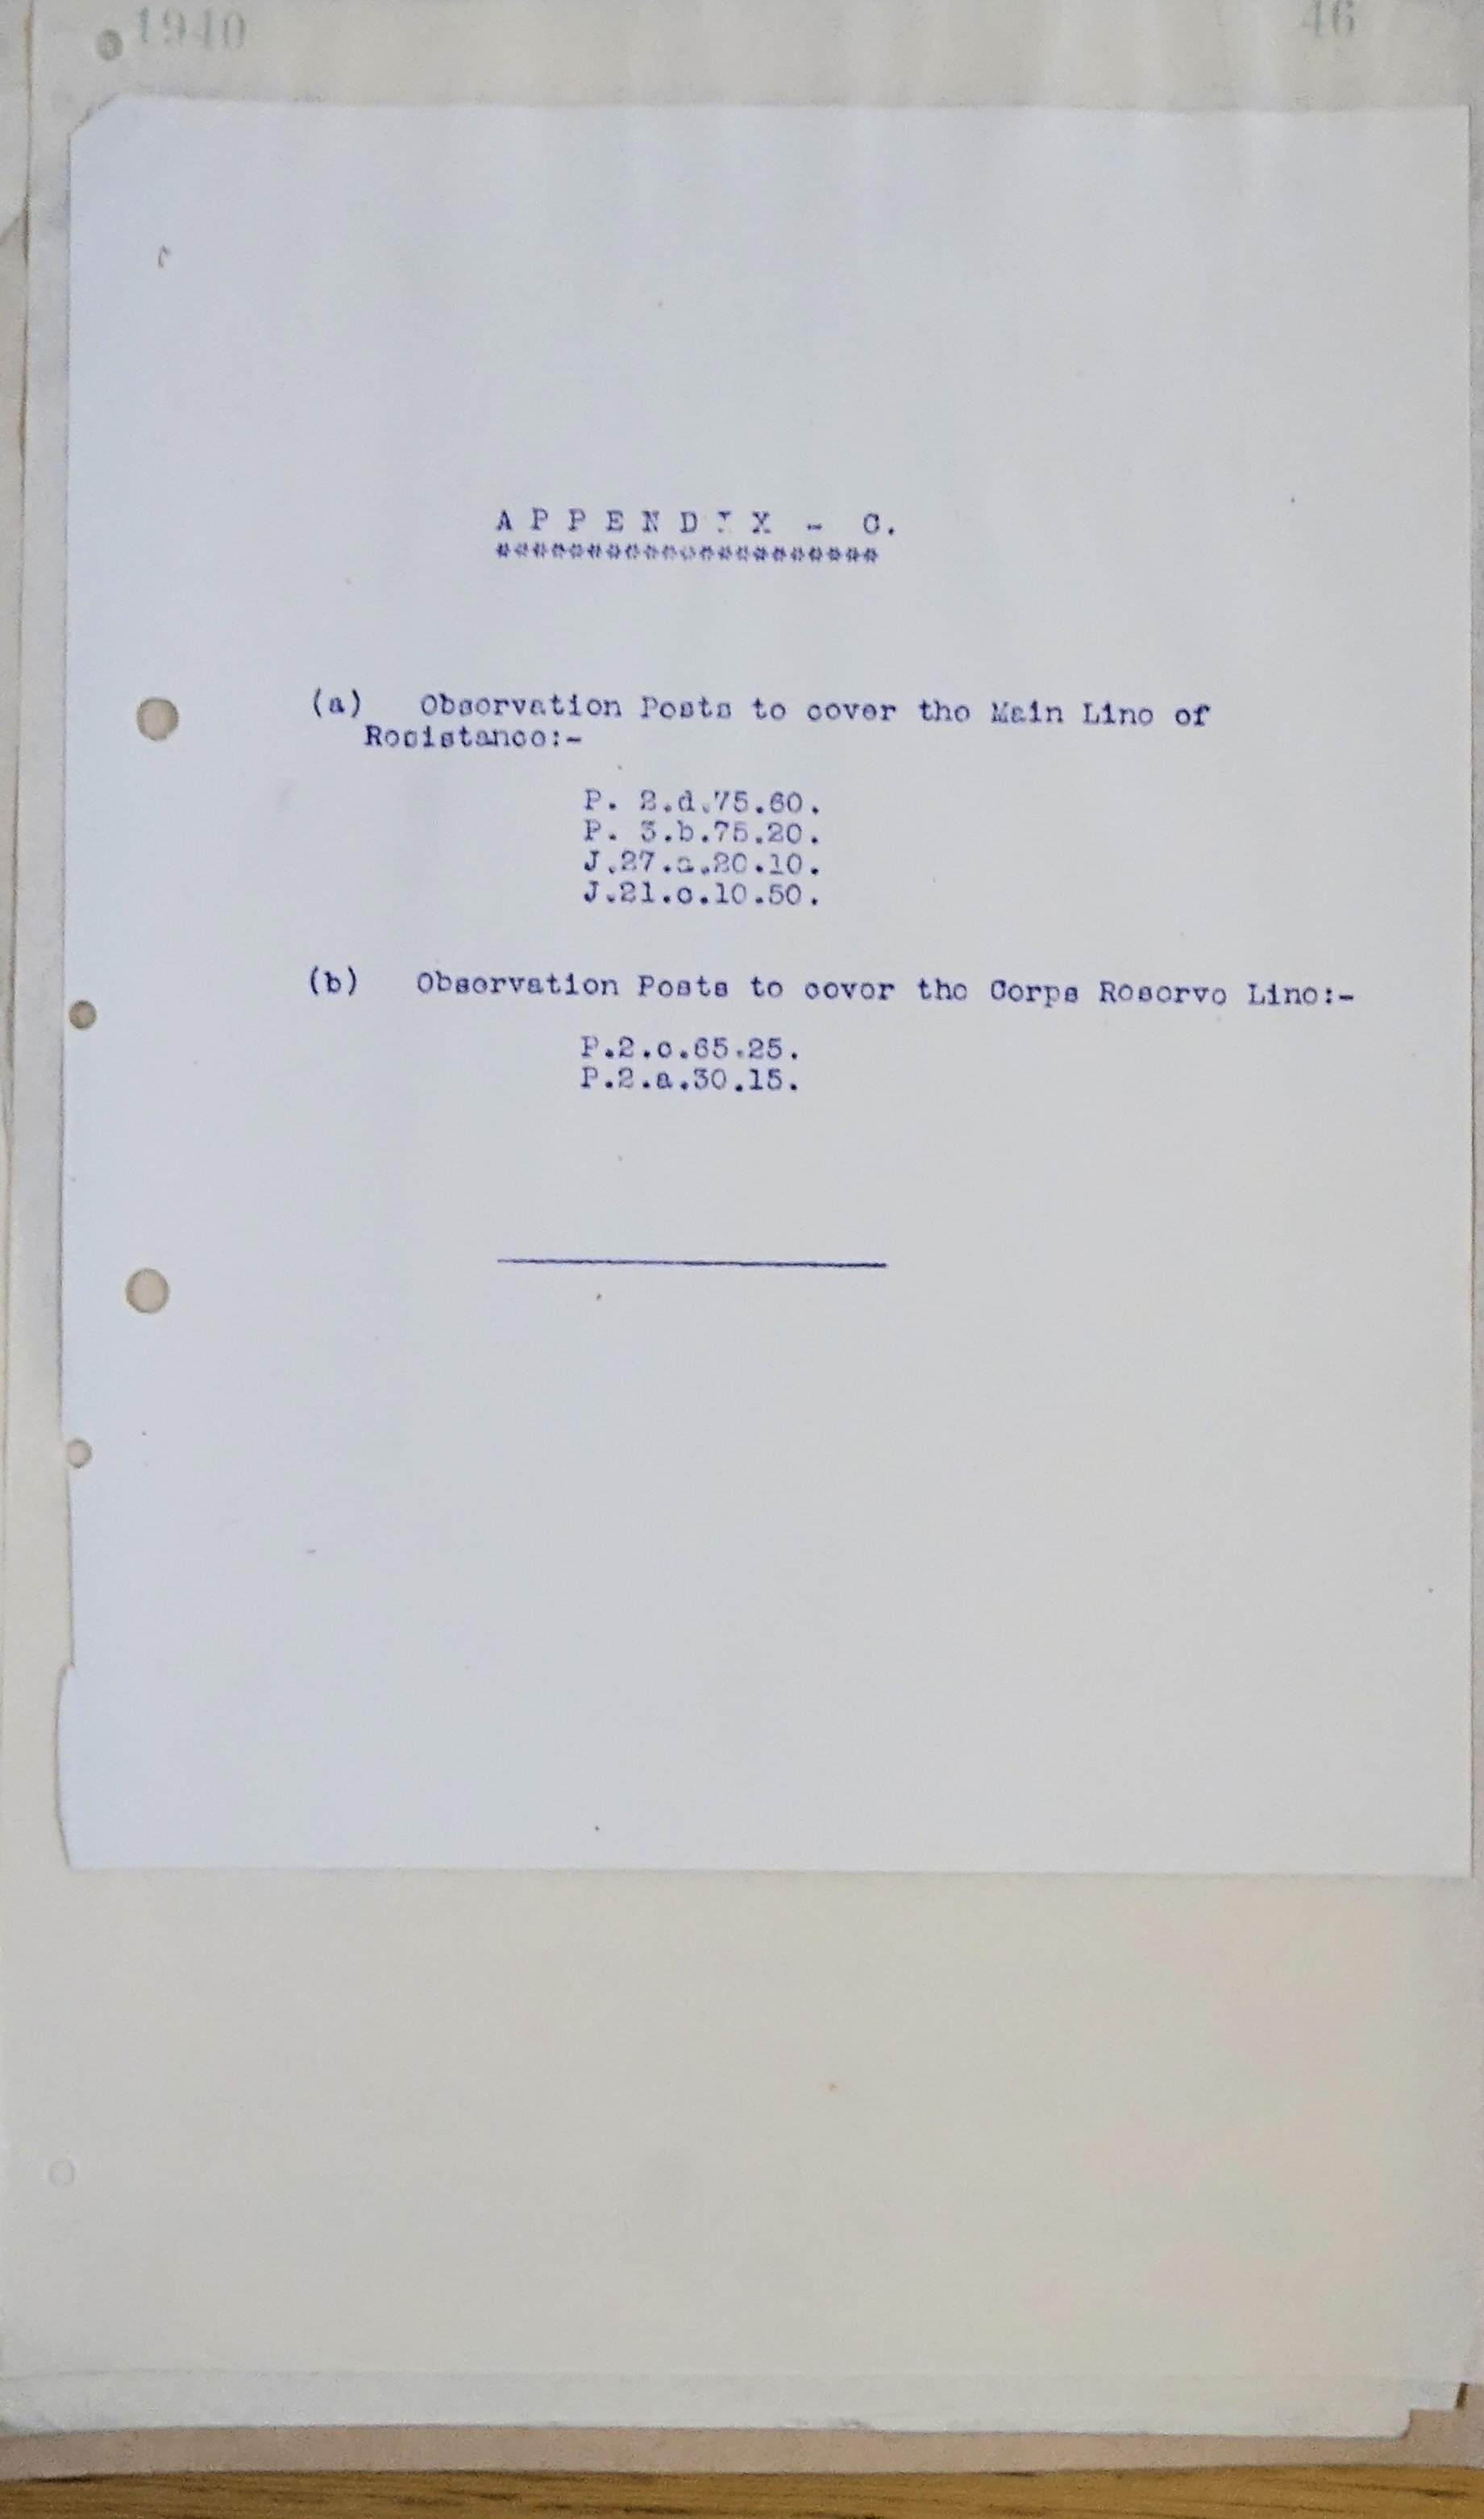 1940
46
A P P E N D I X - C.
#####################
(a) Observation Posts to cover the Main Line of
Resistance:-
P. 2.d.75.60.
P. 3.b.75.20.
J.27.a.20.10.
J.21.c.10.50.
(b) Observation Posts to cover the Corps Reserve Line:-
P.2.c.65.25.
P.2.a.30.15.